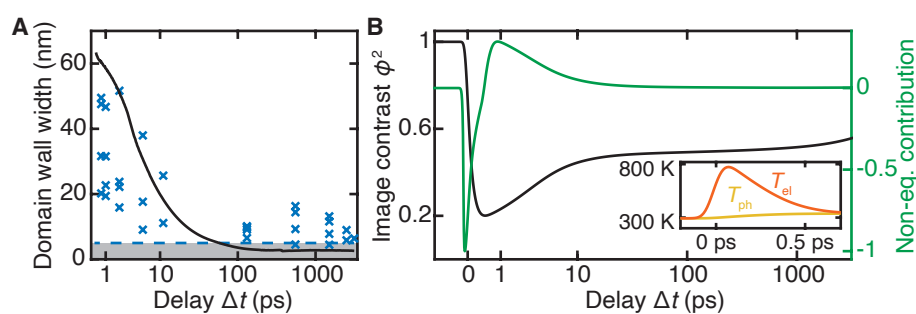 A
Domain wall width (nm)
60
40
20
0
1
10
100
1000
Delay Δt (ps)
B
Image contrast ϕ²
1
0.6
0.2
0
1
10
100
1000
Delay Δt (ps)
0
-0.5
-1
Non-eq. contribution
800 K
300 K
T_el
T_ph
0 ps
0.5 ps